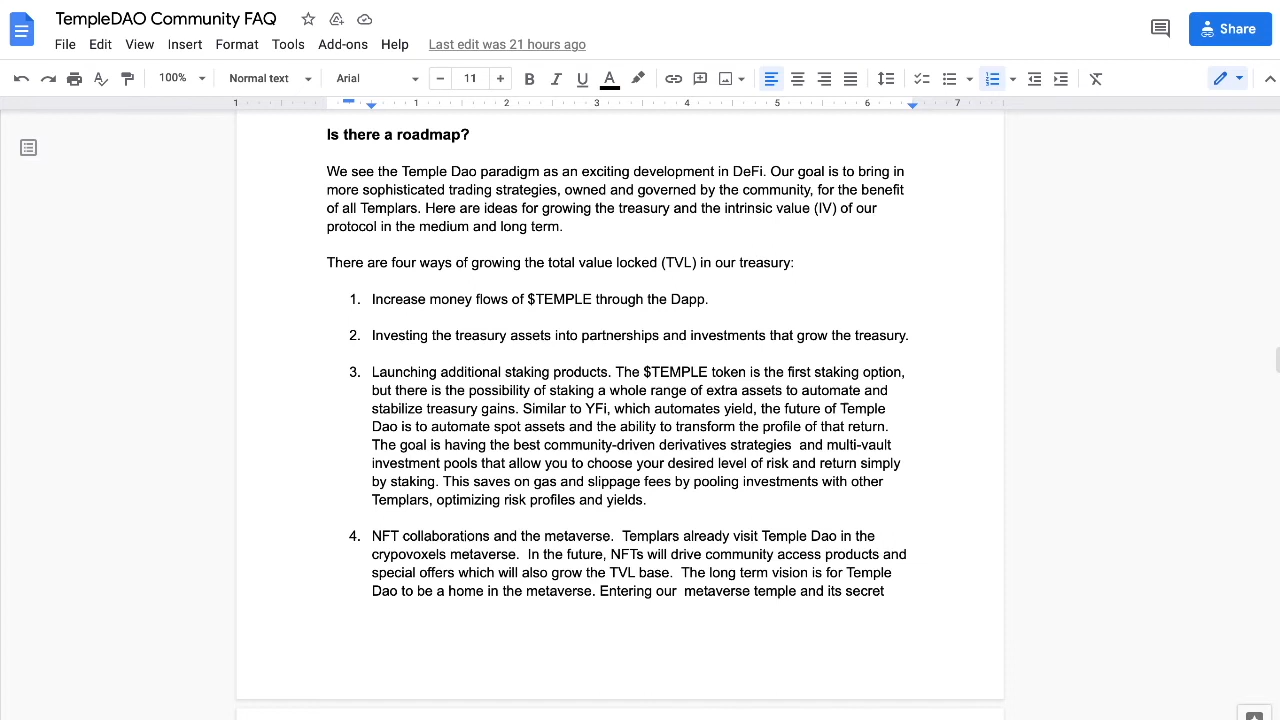 TempleDAO Community FAQ
File Edit View Insert Format Tools Add-ons Help Last edit was 21 hours ago
Share
100% Normal text Arial 11
1 1 2 3 4 5 6 7
Is there a roadmap?
We see the Temple Dao paradigm as an exciting development in DeFi. Our goal is to bring in
more sophisticated trading strategies, owned and governed by the community, for the benefit
of all Templars. Here are ideas for growing the treasury and the intrinsic value (IV) of our
protocol in the medium and long term.
There are four ways of growing the total value locked (TVL) in our treasury:
1. Increase money flows of $TEMPLE through the Dapp.
2. Investing the treasury assets into partnerships and investments that grow the treasury.
3. Launching additional staking products. The $TEMPLE token is the first staking option,
but there is the possibility of staking a whole range of extra assets to automate and
stabilize treasury gains. Similar to YFi, which automates yield, the future of Temple
Dao is to automate spot assets and the ability to transform the profile of that return.
The goal is having the best community-driven derivatives strategies  and multi-vault
investment pools that allow you to choose your desired level of risk and return simply
by staking. This saves on gas and slippage fees by pooling investments with other
Templars, optimizing risk profiles and yields.
4. NFT collaborations and the metaverse.  Templars already visit Temple Dao in the
crypovoxels metaverse.  In the future, NFTs will drive community access products and
special offers which will also grow the TVL base.  The long term vision is for Temple
Dao to be a home in the metaverse. Entering our  metaverse temple and its secret